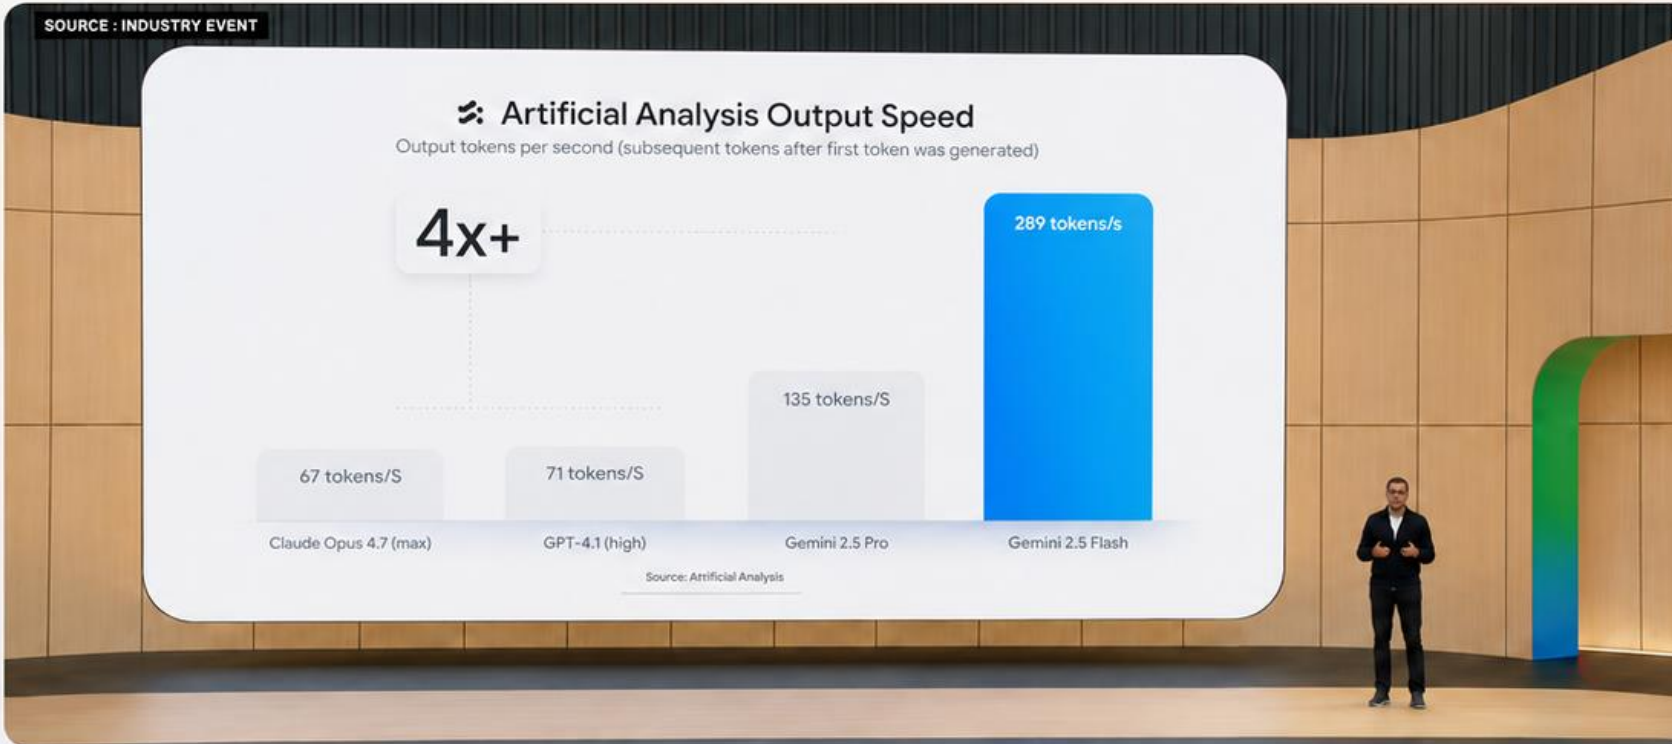 SOURCE : INDUSTRY EVENT
Artificial Analysis Output Speed
Output tokens per second (subsequent tokens after first token was generated)
4x+
289 tokens/s
135 tokens/S
67 tokens/S
71 tokens/S
Claude Opus 4.7 (max)
GPT-4.1 (high)
Gemini 2.5 Pro
Gemini 2.5 Flash
Source: Artificial Analysis